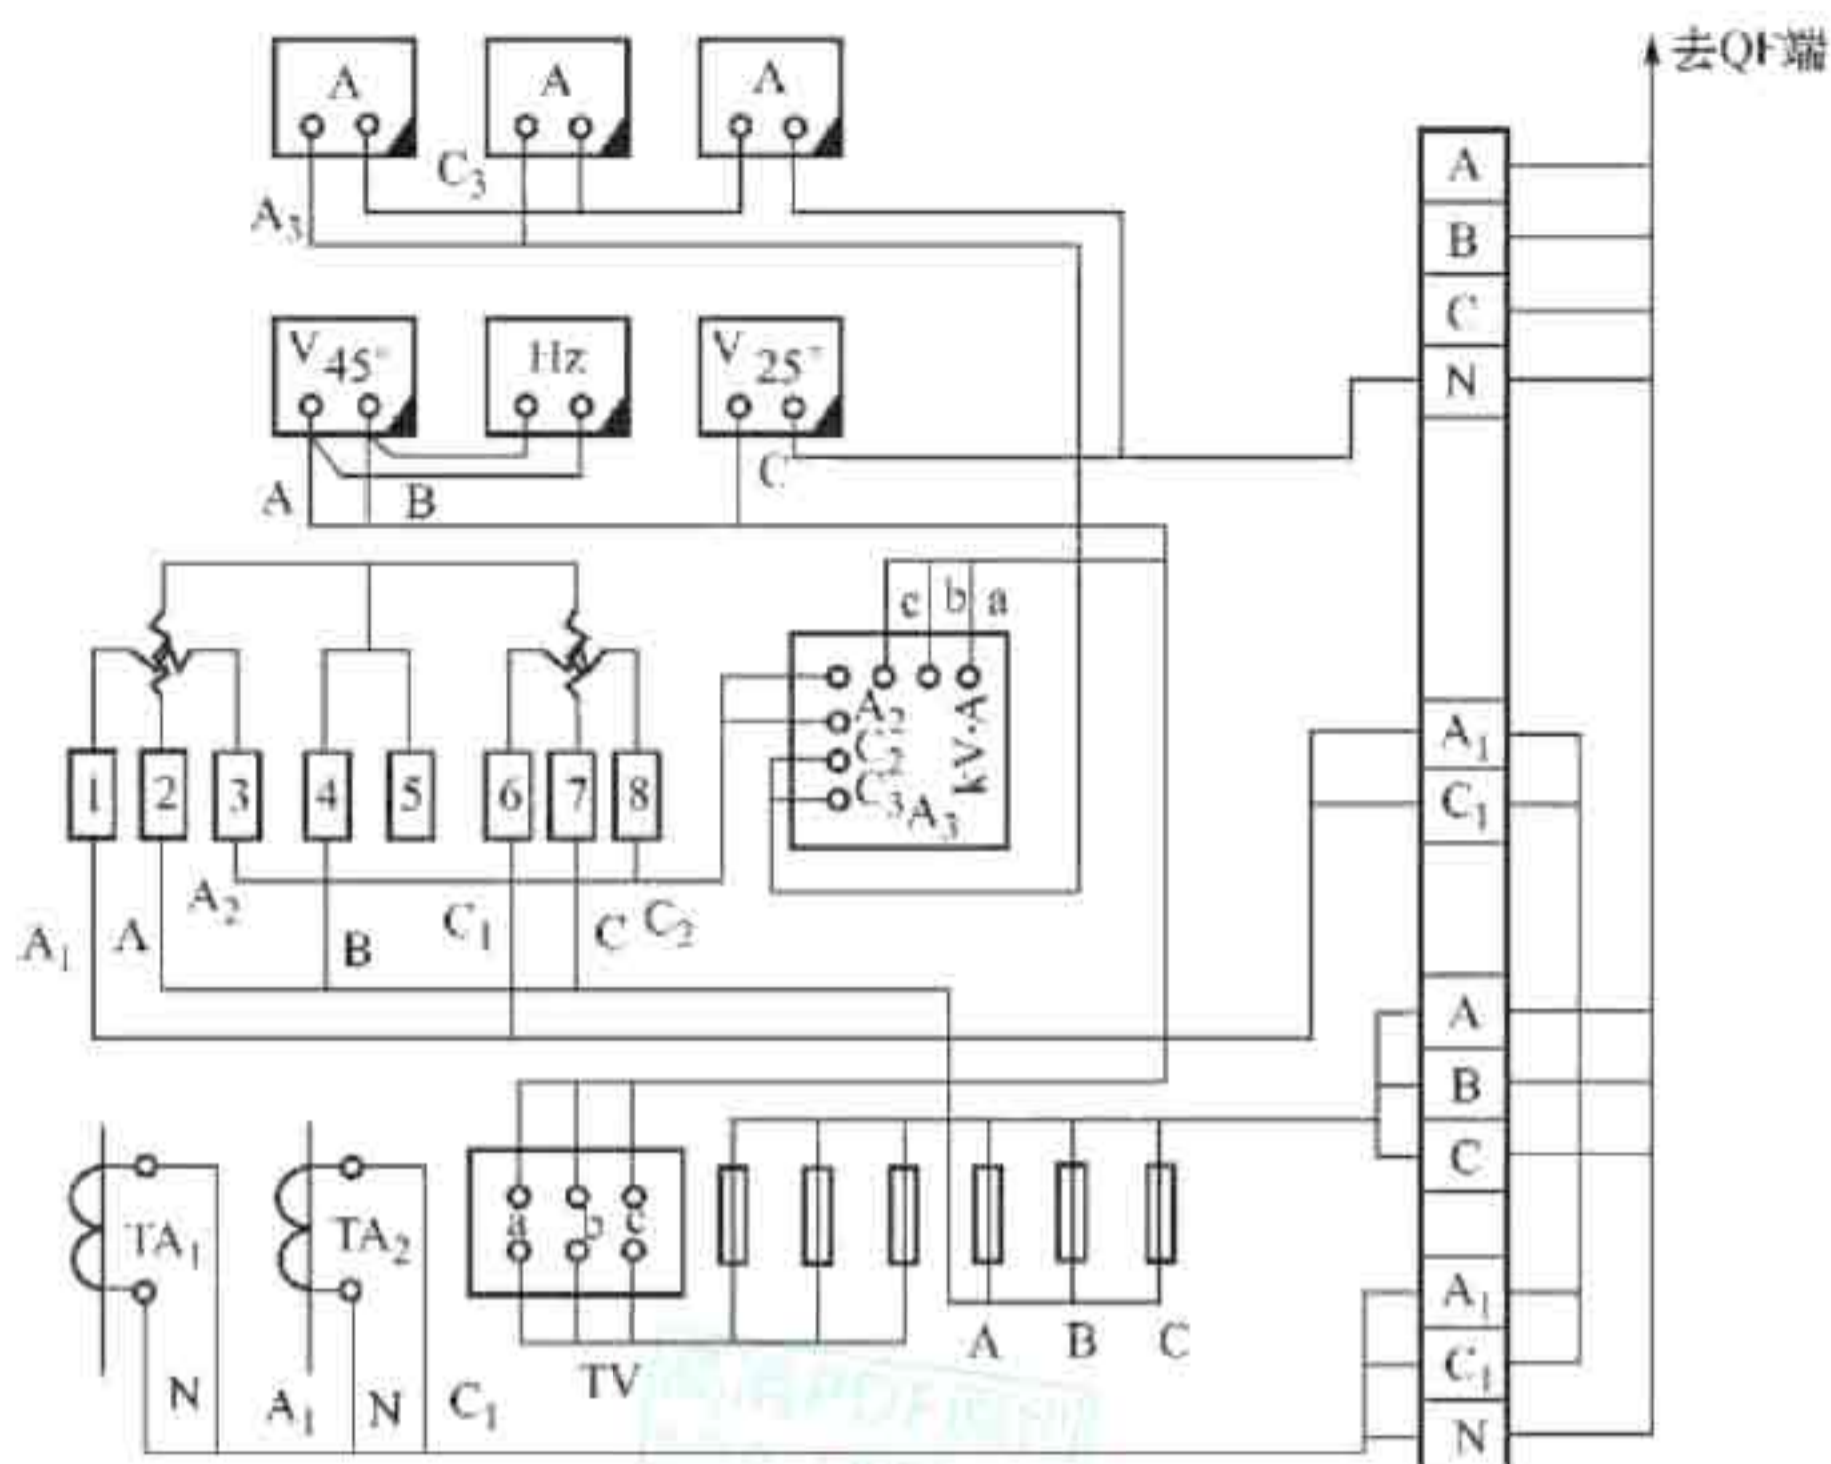 去QF端
A A A
A
C₃
A₃
B
C
V 45° Hz V 25°
N
A B C
c b a
A₂
C₂
C₃ A₃
kV·A
A₁
1 2 3 4 5 6 7 8
C₁
A₂
A₁ A B C₁ C C₂
A
B
C
a b c
TA₁ TA₂
A₁
A B C
TV
C₁
N A₁ N C₁
N